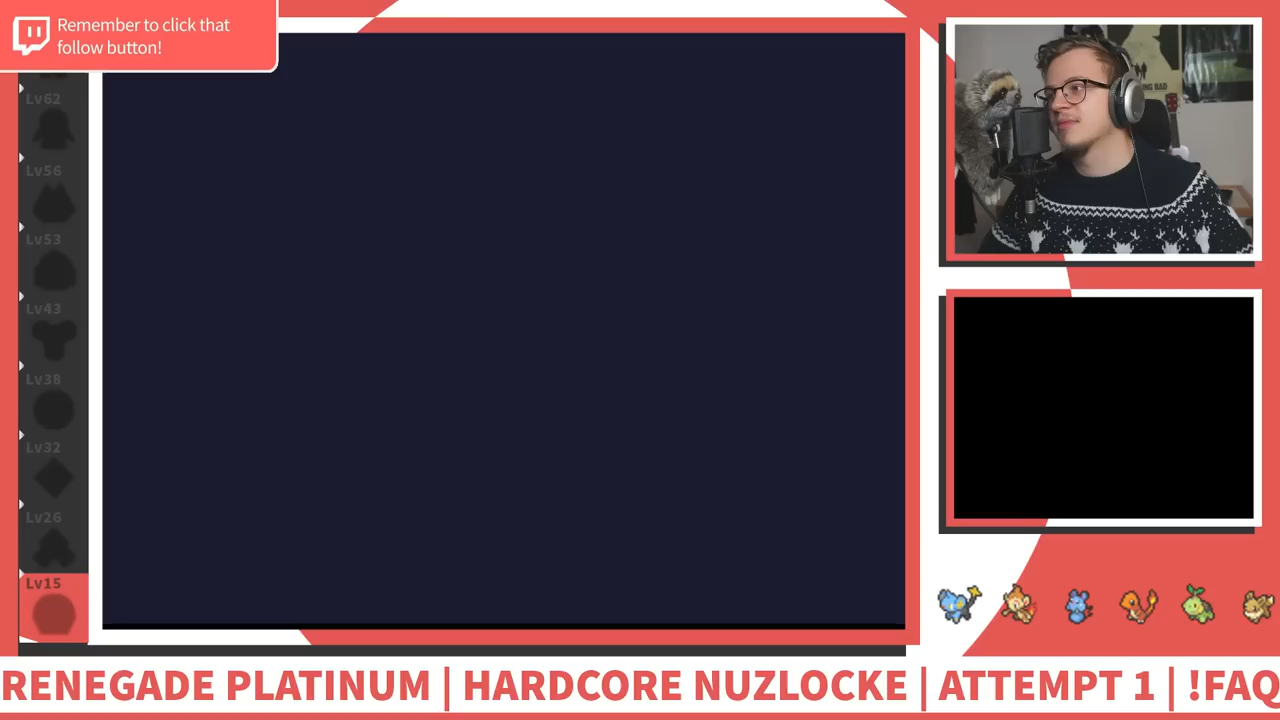 Remember to click that
follow button!
Lv62
Lv56
Lv53
Lv43
Lv38
Lv32
Lv26
Lv15
RENEGADE PLATINUM | HARDCORE NUZLOCKE | ATTEMPT 1 | !FAQ